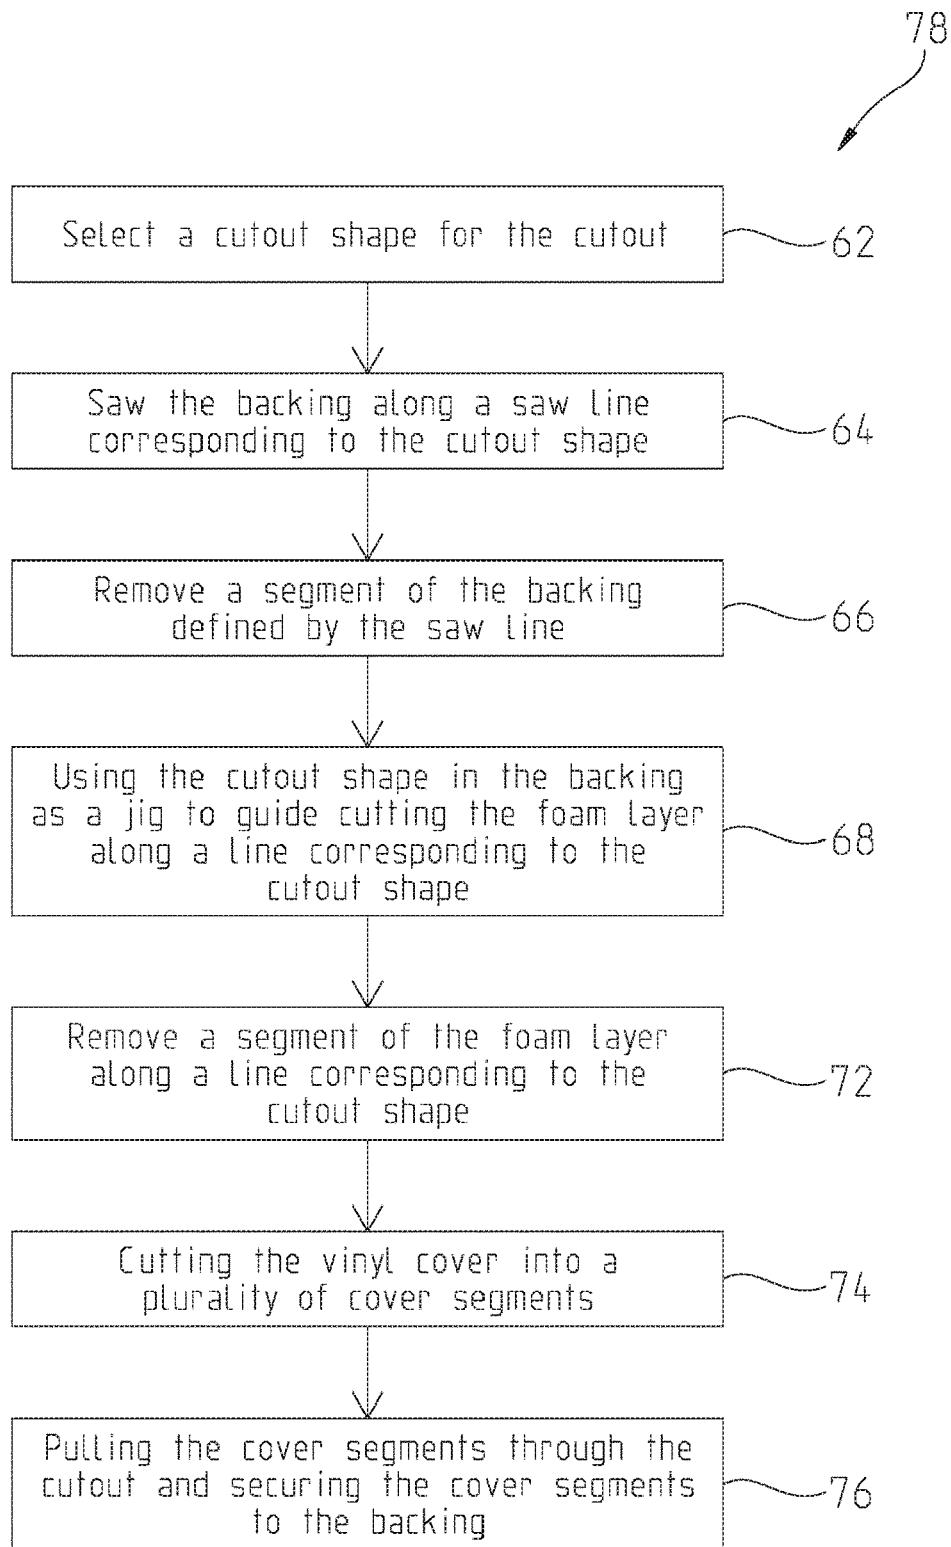 78
Select a cutout shape for the cutout
62
Saw the backing along a saw line
corresponding to the cutout shape
64
Remove a segment of the backing
defined by the saw line
66
Using the cutout shape in the backing
as a jig to guide cutting the foam layer
along a line corresponding to the
cutout shape
68
Remove a segment of the foam layer
along a line corresponding to the
cutout shape
72
Cutting the vinyl cover into a
plurality of cover segments
74
Pulling the cover segments through the
cutout and securing the cover segments
to the backing
76